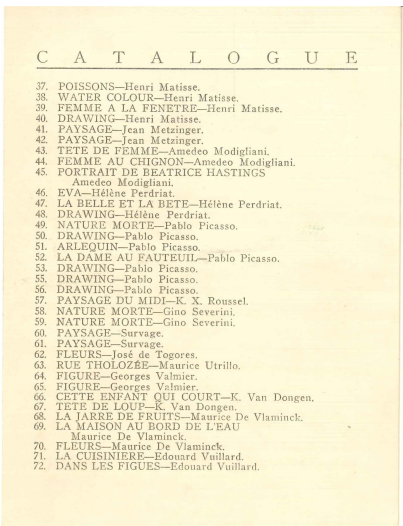 CATALOGUE
37. POISSONS—Henri Matisse.
38. WATER COLOUR—Henri Matisse.
39. FEMME A LA FENETRE—Henri Matisse.
40. DRAWING—Henri Matisse.
41. PAYSAGE—Jean Metzinger.
42. PAYSAGE—Jean Metzinger.
43. TETE DE FEMME—Amedeo Modigliani.
44. FEMME AU CHIGNON—Amedeo Modigliani.
45. PORTRAIT DE BEATRICE HASTINGS
Amedeo Modigliani.
46. EVA—Hélène Perdriat.
47. LA BELLE ET LA BETE—Hélène Perdriat.
48. DRAWING—Hélène Perdriat.
49. NATURE MORTE—Pablo Picasso.
50. DRAWING—Pablo Picasso.
51. ARLEQUIN—Pablo Picasso.
52. LA DAME AU FAUTEUIL—Pablo Picasso.
53. DRAWING—Pablo Picasso.
55. DRAWING—Pablo Picasso.
56. DRAWING—Pablo Picasso.
57. PAYSAGE DU MIDI—K. X. Roussel.
58. NATURE MORTE—Gino Severini.
59. NATURE MORTE—Gino Severini.
60. PAYSAGE—Survage.
61. PAYSAGE—Survage.
62. FLEURS—José de Togores.
63. RUE THOLOZÉE—Maurice Utrillo.
64. FIGURE—Georges Valmier.
65. FIGURE—Georges Valmier.
66. CETTE ENFANT QUI COURT—K. Van Dongen.
67. TETE DE LOUP—K. Van Dongen.
68. LA JARRE DE FRUITS—Maurice De Vlaminck.
69. LA MAISON AU BORD DE L'EAU
Maurice De Vlaminck.
70. FLEURS—Maurice De Vlaminck.
71. LA CUISINIERE—Edouard Vuillard.
72. DANS LES FIGUES—Edouard Vuillard.